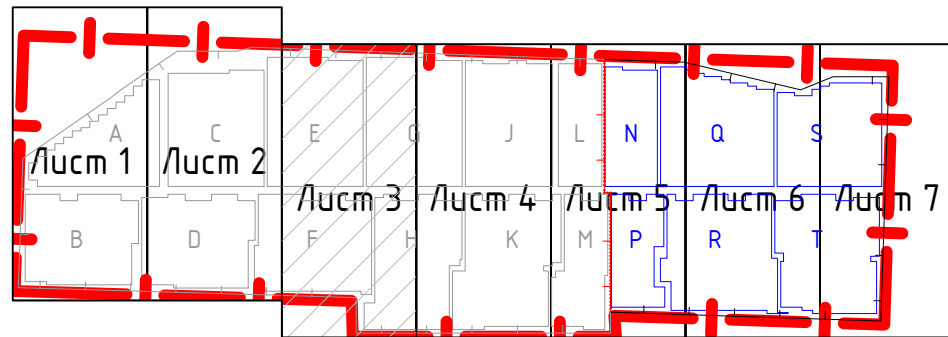 A C E G J L N Q S
Лист 1 Лист 2
Лист 3 Лист 4 Лист 5 Лист 6 Лист 7
B D F H K M P R T